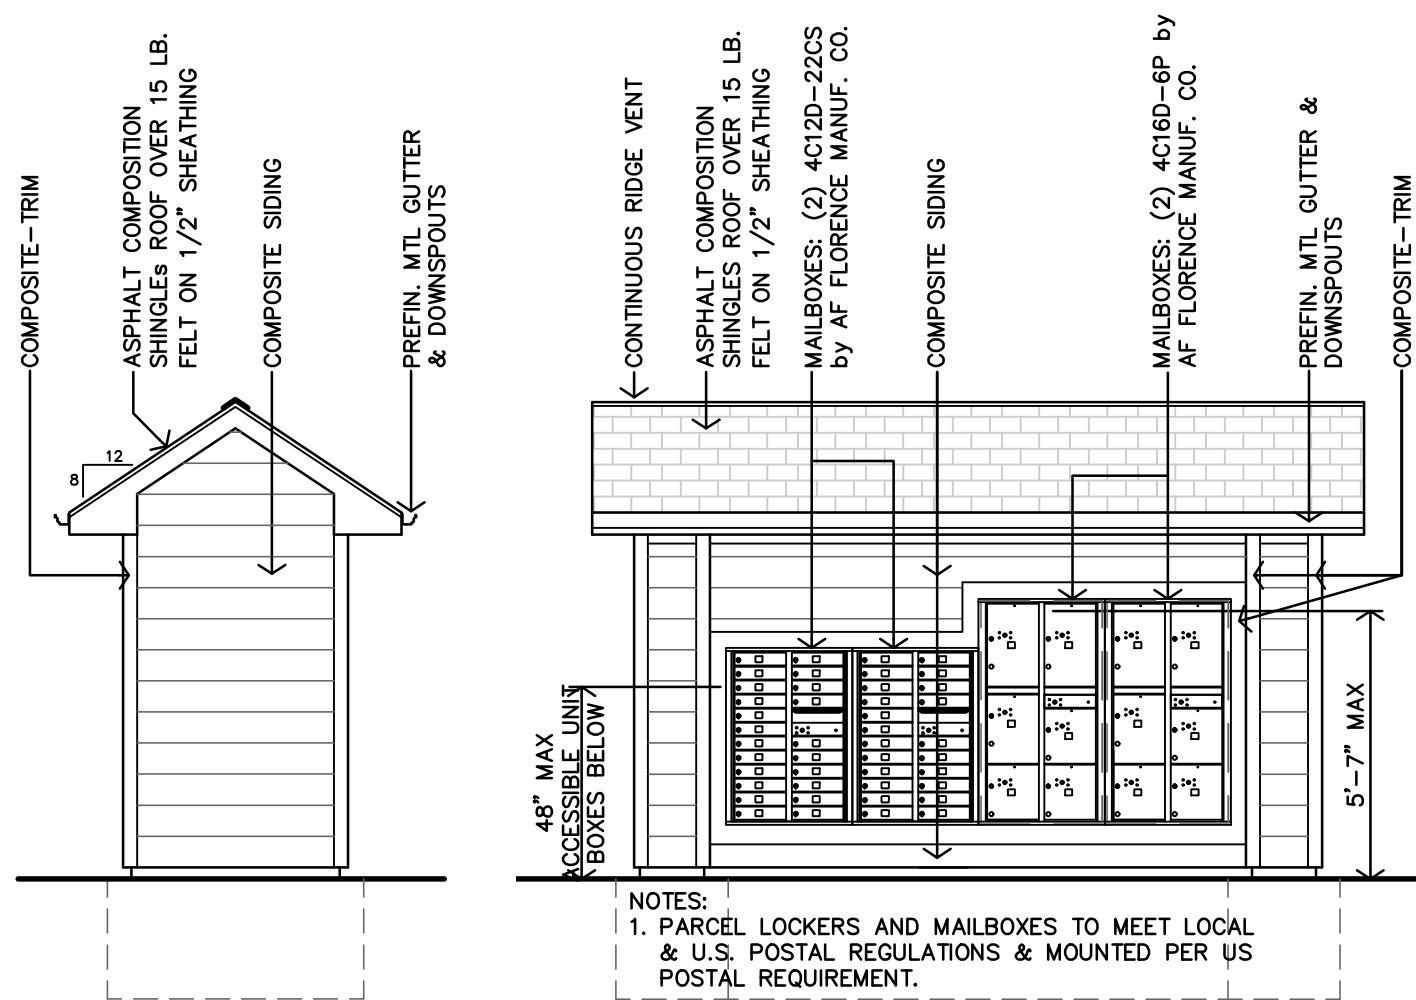 COMPOSITE-TRIM
ASPHALT COMPOSITION
SHINGLEs ROOF OVER 15 LB.
FELT ON 1/2" SHEATHING
COMPOSITE SIDING
PREFIN. MTL GUTTER
& DOWNSPOUTS
12
8
CONTINUOUS RIDGE VENT
ASPHALT COMPOSITION
SHINGLES ROOF OVER 15 LB.
FELT ON 1/2" SHEATHING
MAILBOXES: (2) 4C12D-22CS
by AF FLORENCE MANUF. CO.
COMPOSITE SIDING
MAILBOXES: (2) 4C16D-6P by
AF FLORENCE MANUF. CO.
PREFIN. MTL GUTTER &
DOWNSPOUTS
COMPOSITE-TRIM
48" MAX
ACCESSIBLE UNIT
BOXES BELOW
5'-7" MAX
NOTES:
1. PARCEL LOCKERS AND MAILBOXES TO MEET LOCAL
& U.S. POSTAL REGULATIONS & MOUNTED PER US
POSTAL REQUIREMENT.